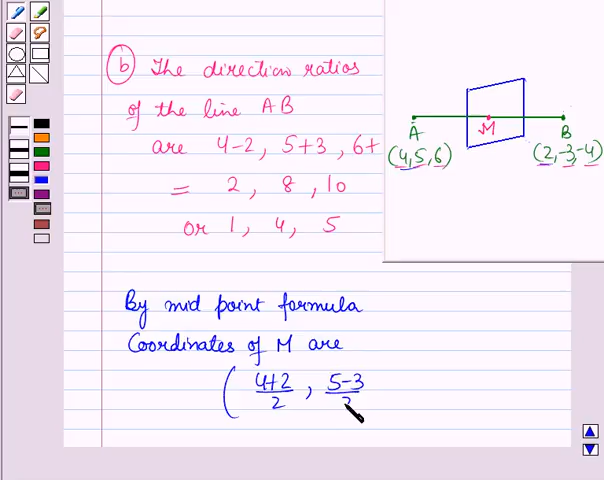 b The direction ratios
of the line AB
are 4-2, 5+3, 6+
= 2, 8, 10
or 1, 4, 5
By mid point formula
Coordinates of M are
( 4+2/2 , 5-3/2
A M B
(4,5,6) (2,-3,-4)